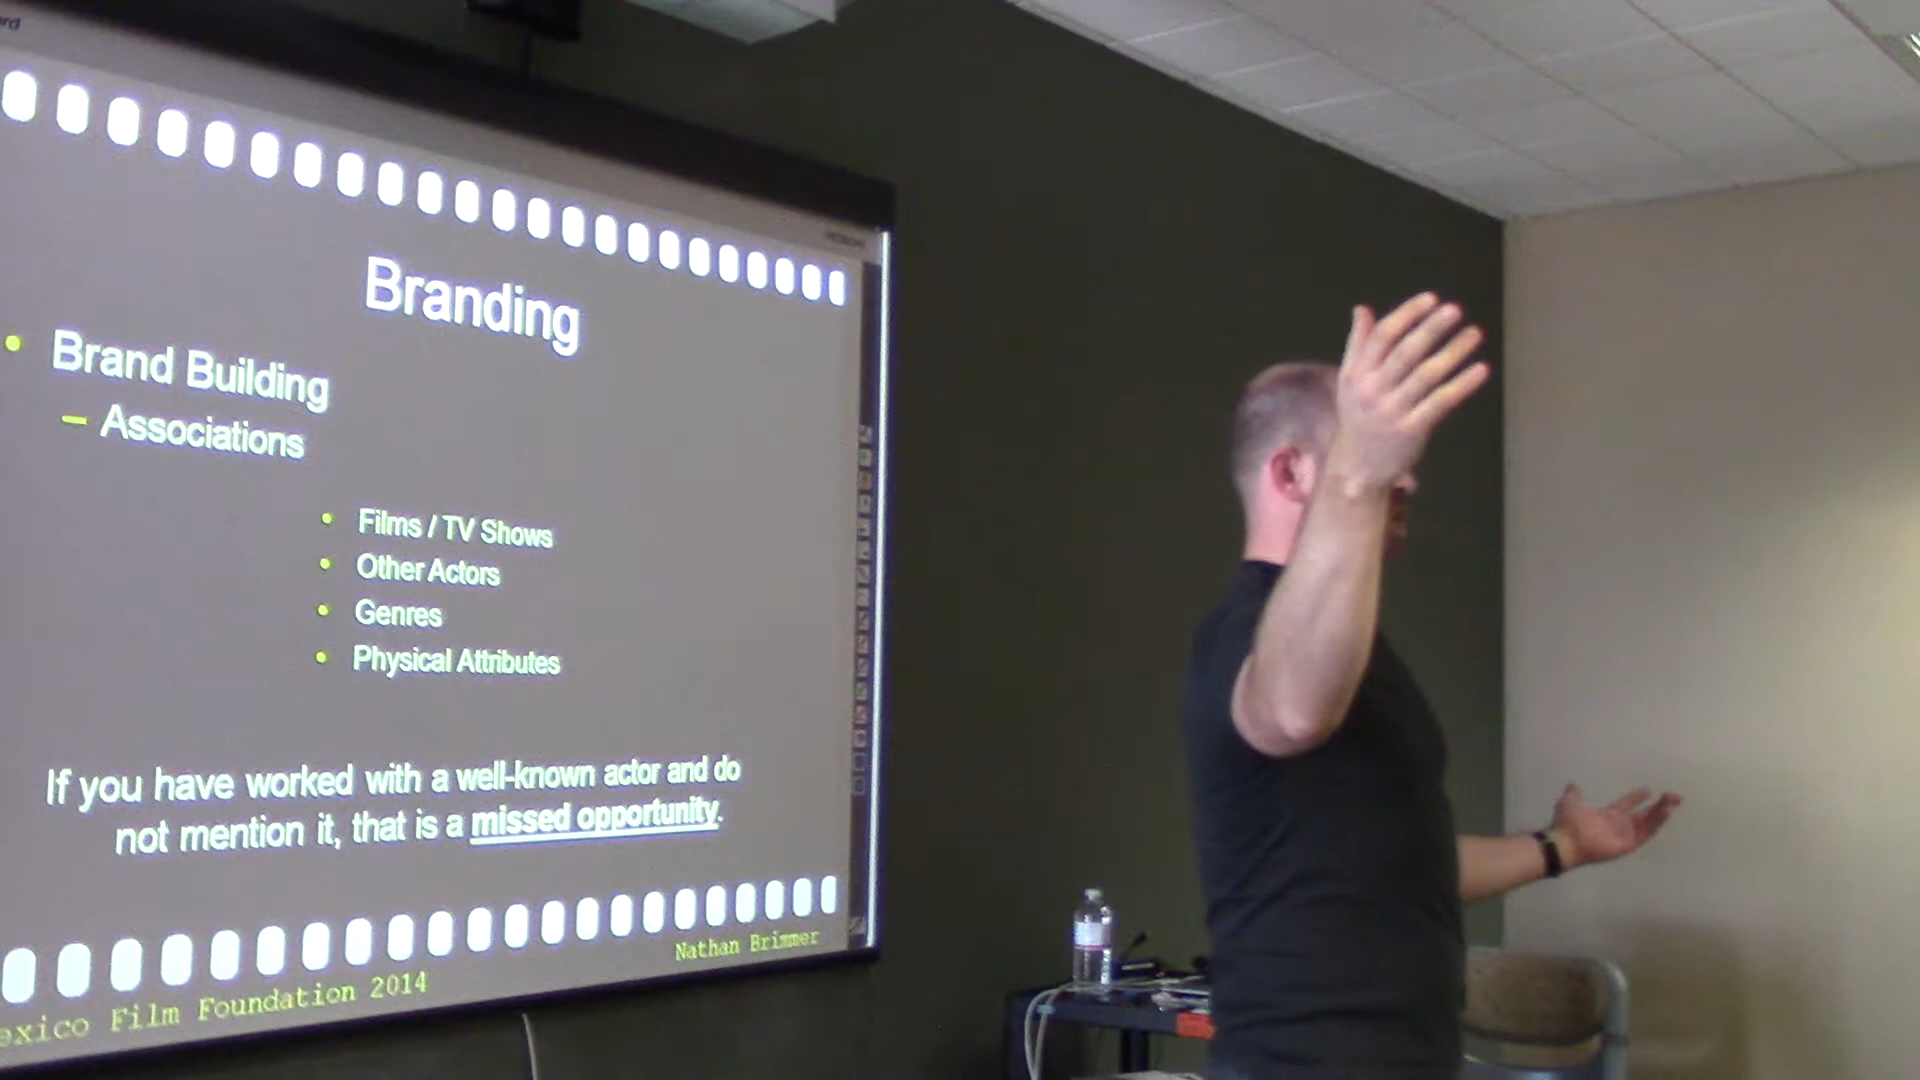 Branding
• Brand Building
– Associations
• Films / TV Shows
• Other Actors
• Genres
• Physical Attributes
If you have worked with a well-known actor and do
not mention it, that is a missed opportunity.
Nathan Brimmer
exico Film Foundation 2014